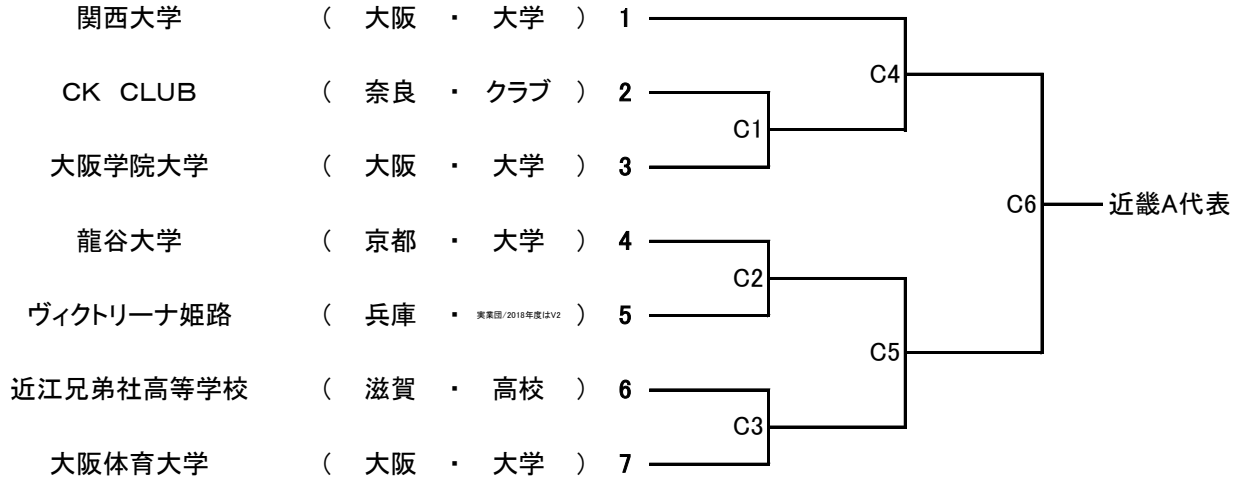 関西大学 ( 大阪 ・ 大学 ) 1
C4
CK CLUB ( 奈良 ・ クラブ ) 2
C1
大阪学院大学 ( 大阪 ・ 大学 ) 3
C6 近畿A代表
龍谷大学 ( 京都 ・ 大学 ) 4
C2
ヴィクトリーナ姫路 ( 兵庫 ・ 実業団/2018年度はV2 ) 5
C5
近江兄弟社高等学校 ( 滋賀 ・ 高校 ) 6
C3
大阪体育大学 ( 大阪 ・ 大学 ) 7